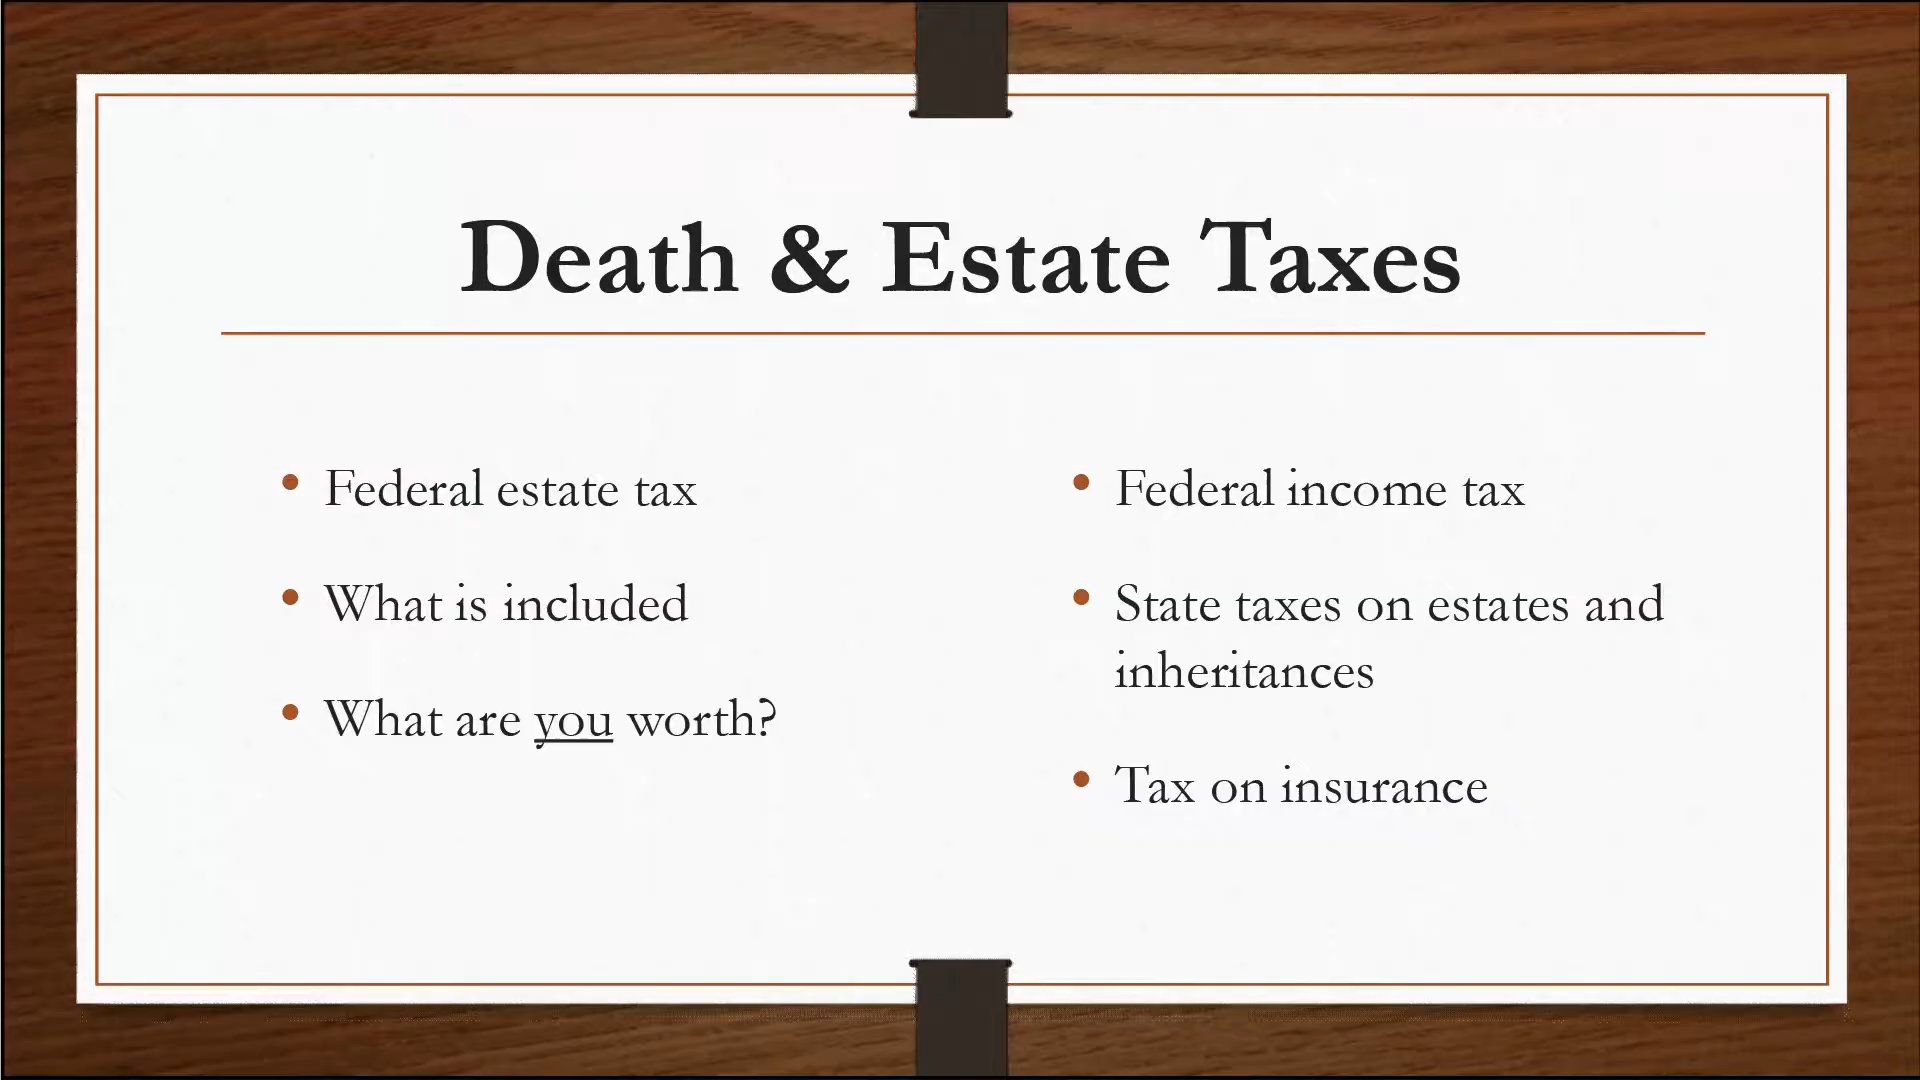 Death & Estate Taxes
• Federal estate tax
• What is included
• What are you worth?
• Federal income tax
• State taxes on estates and
inheritances
• Tax on insurance